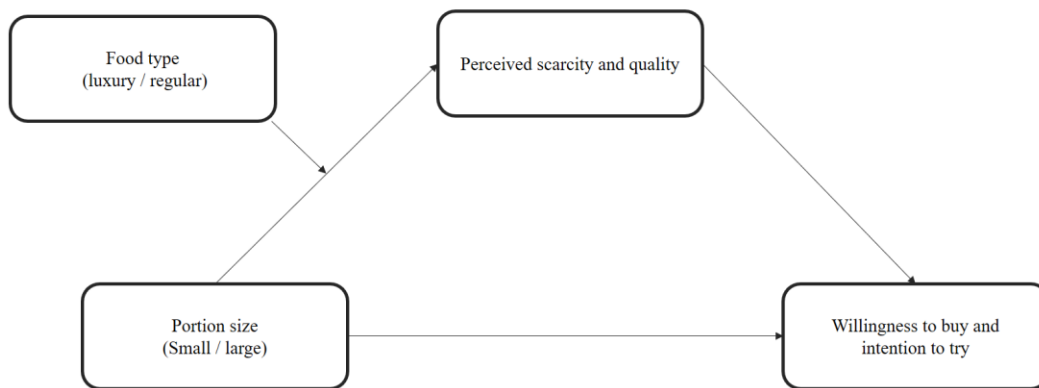 Food type
(luxury / regular)
Perceived scarcity and quality
Portion size
(Small / large)
Willingness to buy and
intention to try